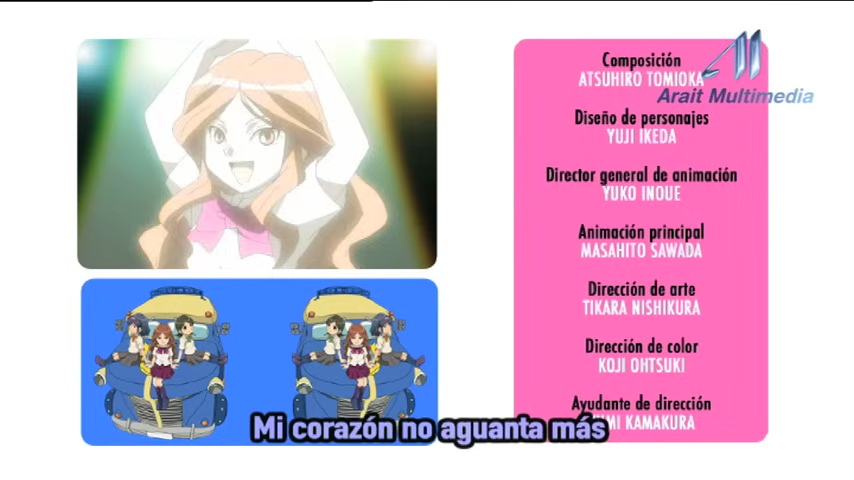 Composición
ATSUHIRO TOMIOKA
Arait Multimedia
Diseño de personajes
YUJI IKEDA
Director general de animación
YUKO INOUE
Animación principal
MASAHITO SAWADA
Dirección de arte
TIKARA NISHIKURA
Dirección de color
KOJI OHTSUKI
Ayudante de dirección
KAMAKURA
Mi corazón no aguanta más